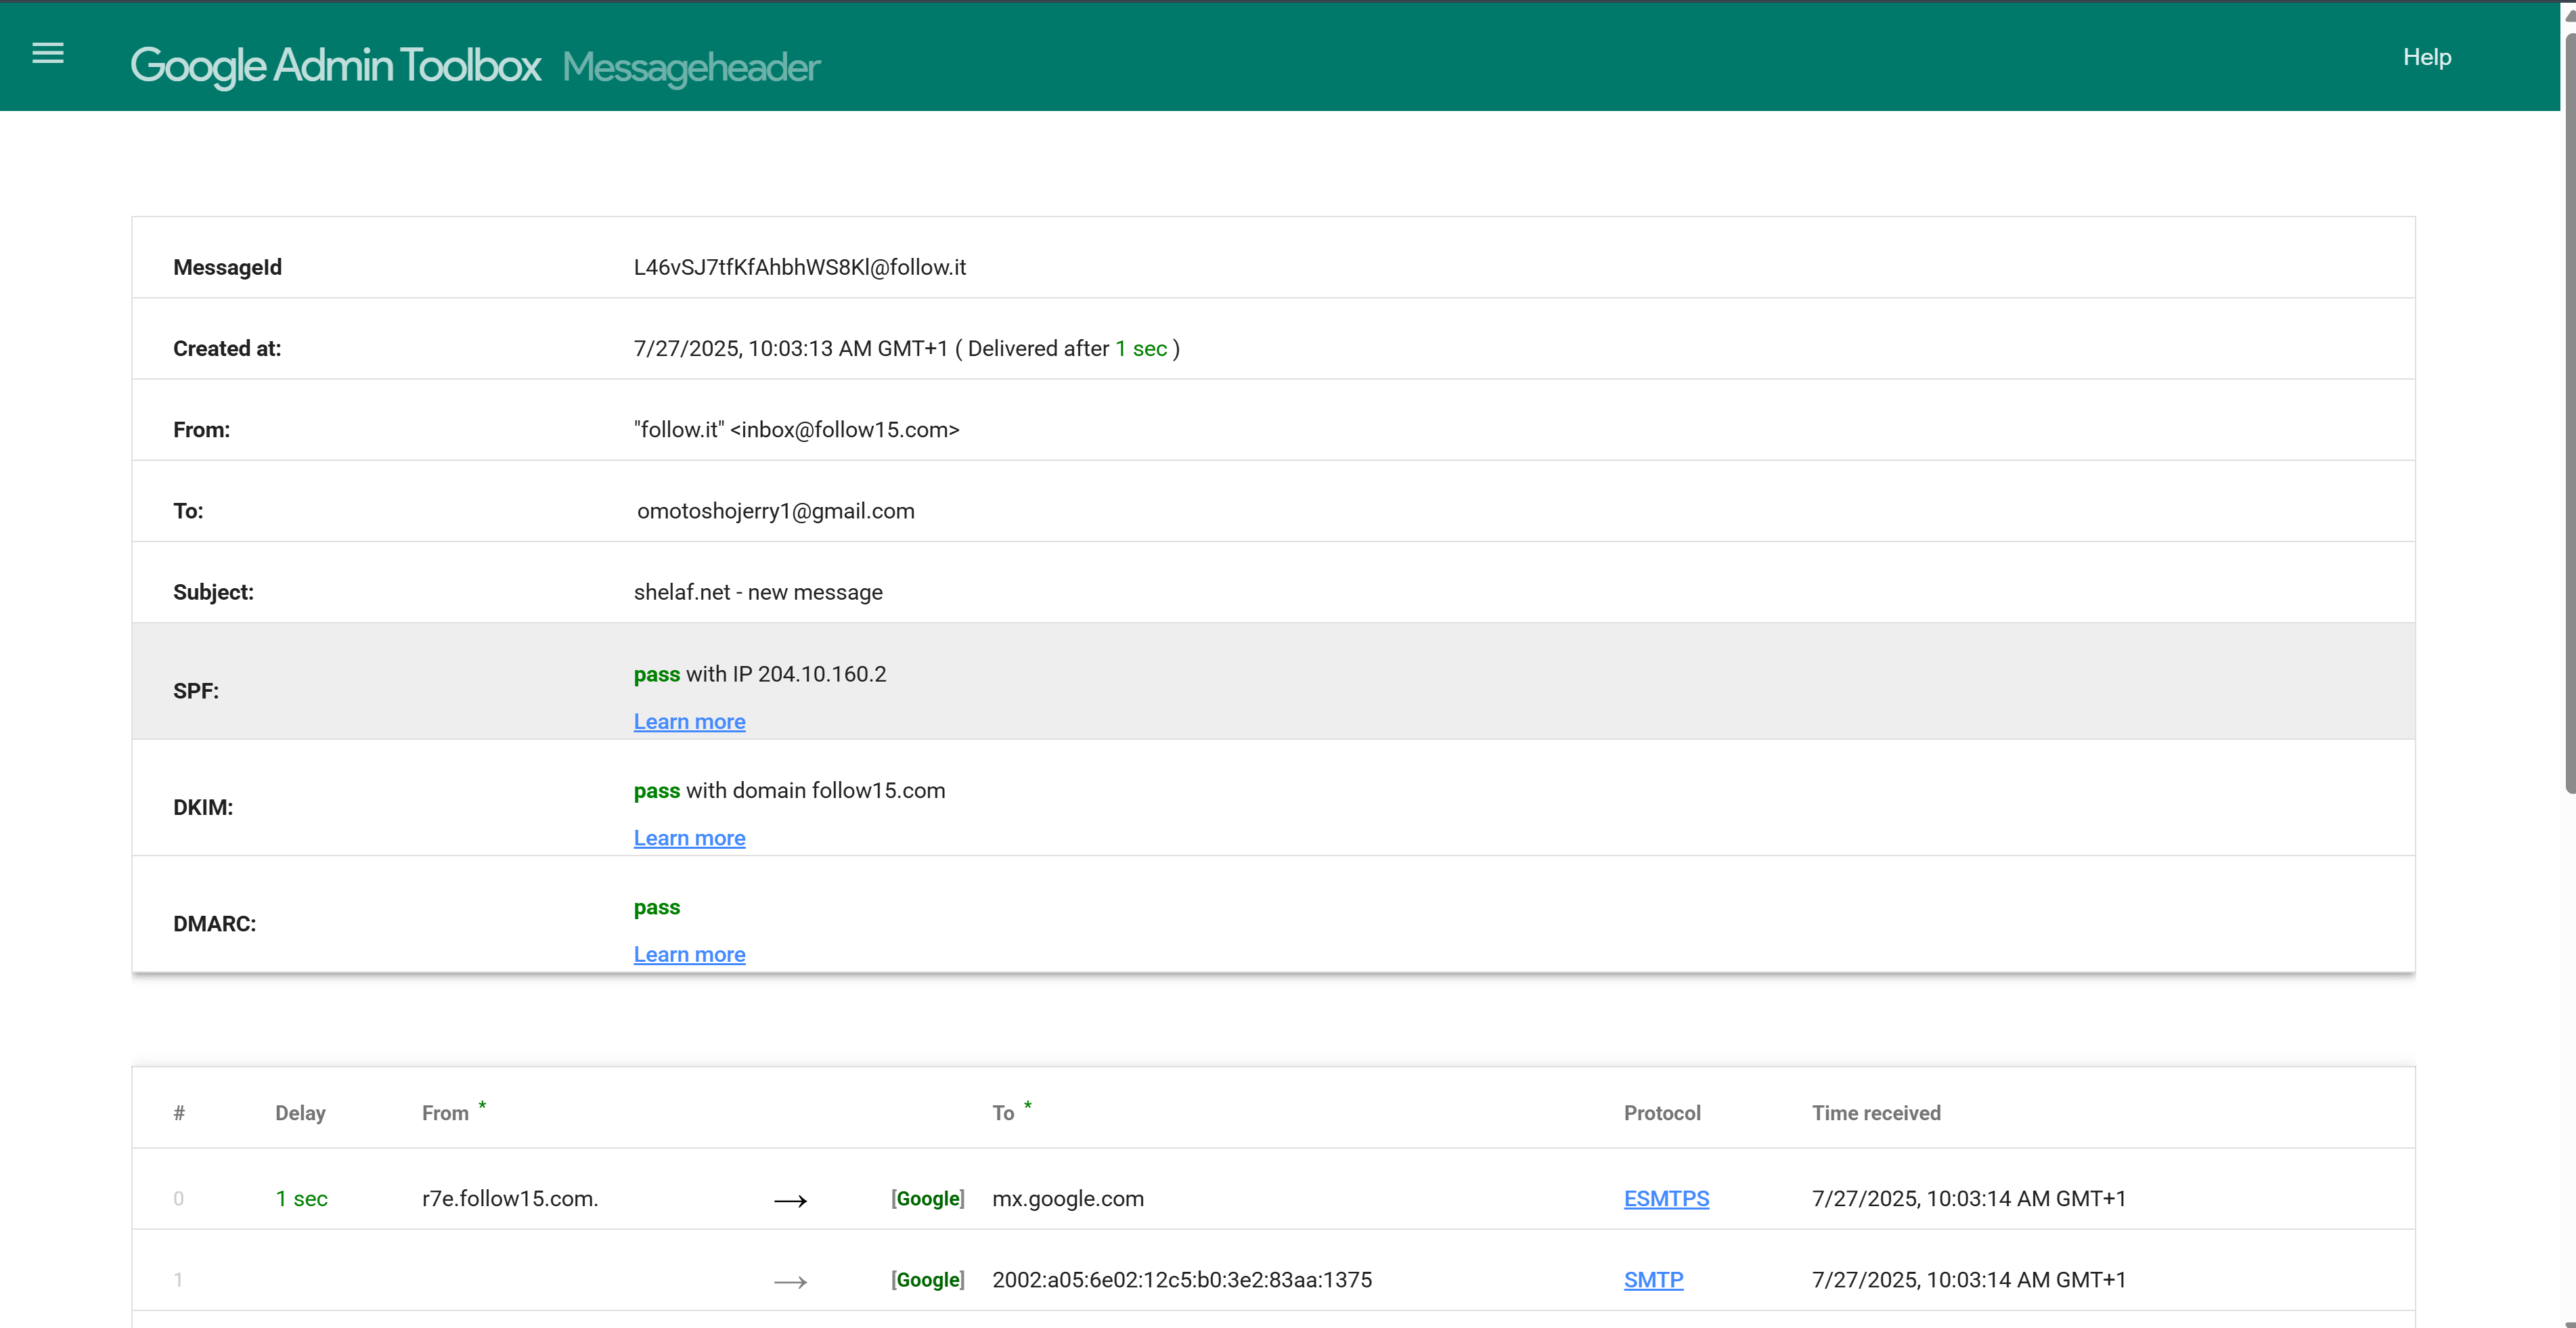 Google Admin Toolbox Messageheader Help
MessageId L46vSJ7tfKfAhbhWS8Kl@follow.it
Created at: 7/27/2025, 10:03:13 AM GMT+1 ( Delivered after 1 sec )
From: "follow.it" <inbox@follow15.com>
To: omotoshojerry1@gmail.com
Subject: shelaf.net - new message
SPF: pass with IP 204.10.160.2
Learn more
DKIM: pass with domain follow15.com
Learn more
DMARC: pass
Learn more
# Delay From * To * Protocol Time received
0 1 sec r7e.follow15.com. → [Google] mx.google.com ESMTPS 7/27/2025, 10:03:14 AM GMT+1
1 → [Google] 2002:a05:6e02:12c5:b0:3e2:83aa:1375 SMTP 7/27/2025, 10:03:14 AM GMT+1